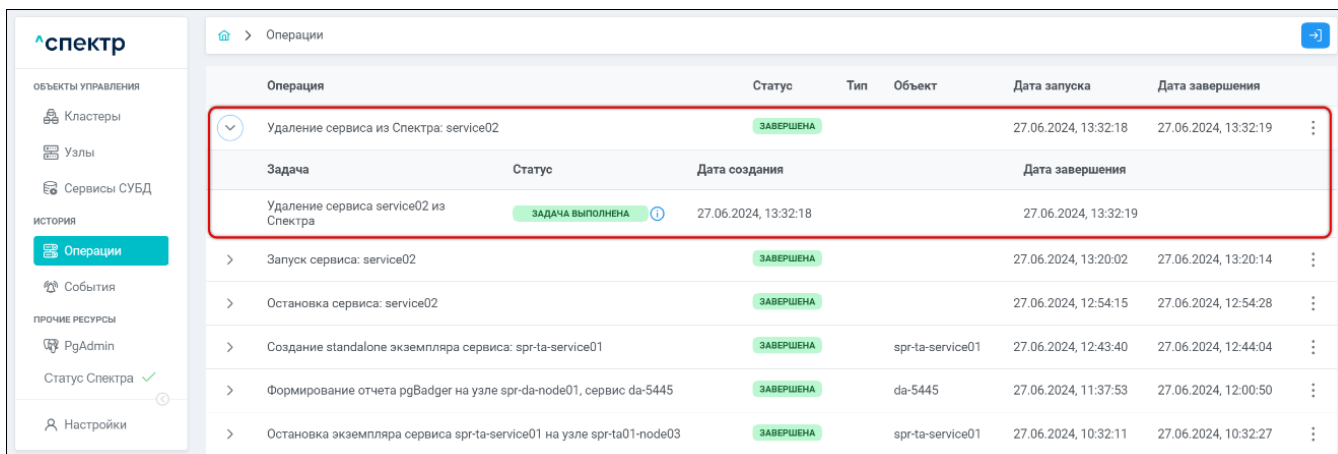 ^спектр
Операции
ОБЪЕКТЫ УПРАВЛЕНИЯ
Кластеры
Узлы
Сервисы СУБД
ИСТОРИЯ
Операции
События
ПРОЧИЕ РЕСУРСЫ
PgAdmin
Статус Спектра
Настройки
Операция Статус Тип Объект Дата запуска Дата завершения
Удаление сервиса из Спектра: service02 ЗАВЕРШЕНА 27.06.2024, 13:32:18 27.06.2024, 13:32:19
Задача Статус Дата создания Дата завершения
Удаление сервиса service02 из
Спектра ЗАДАЧА ВЫПОЛНЕНА 27.06.2024, 13:32:18 27.06.2024, 13:32:19
Запуск сервиса: service02 ЗАВЕРШЕНА 27.06.2024, 13:20:02 27.06.2024, 13:20:14
Остановка сервиса: service02 ЗАВЕРШЕНА 27.06.2024, 12:54:15 27.06.2024, 12:54:28
Создание standalone экземпляра сервиса: spr-ta-service01 ЗАВЕРШЕНА spr-ta-service01 27.06.2024, 12:43:40 27.06.2024, 12:44:04
Формирование отчета pgBadger на узле spr-da-node01, сервис da-5445 ЗАВЕРШЕНА da-5445 27.06.2024, 11:37:53 27.06.2024, 12:00:50
Остановка экземпляра сервиса spr-ta-service01 на узле spr-ta01-node03 ЗАВЕРШЕНА spr-ta-service01 27.06.2024, 10:32:11 27.06.2024, 10:32:27